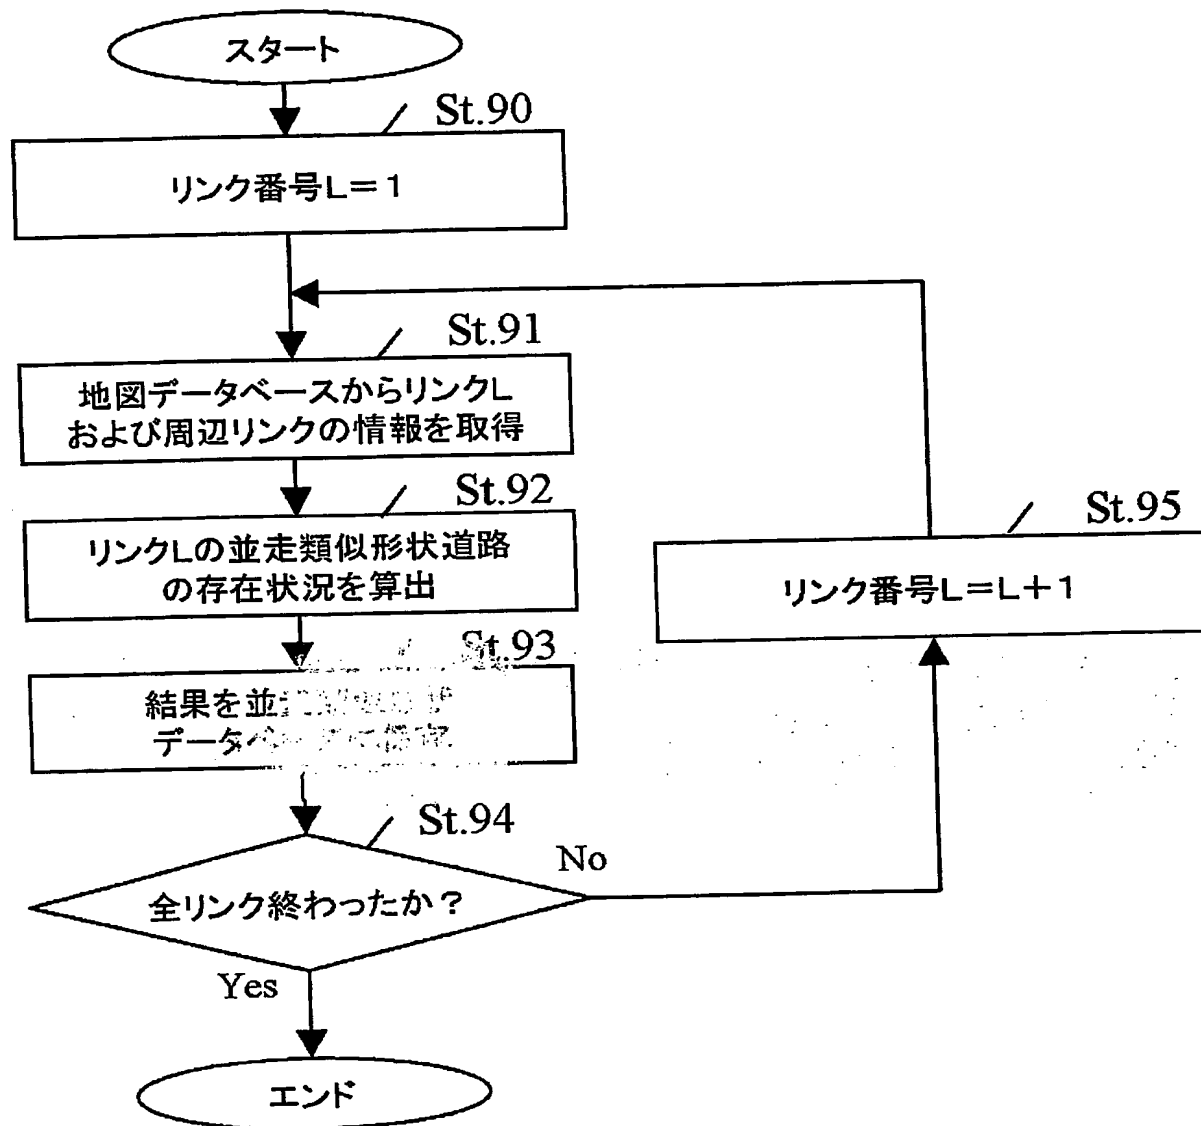 スタート
St.90
リンク番号L=1
St.91
地図データベースからリンクL
および周辺リンクの情報を取得
St.92
リンクLの並走類似形状道路
の存在状況を算出
St.95
リンク番号L=L+1
St.93
結果を並
データ
St.94
No
全リンク終わったか?
Yes
エンド